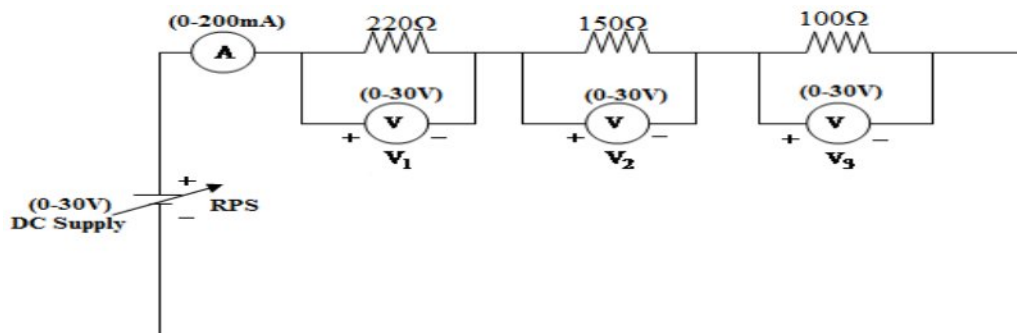 (0-200mA)
A
220Ω
150Ω
100Ω
(0-30V)
(0-30V)
(0-30V)
V
V
V
+ −
+ −
+ −
V1
V2
V3
+
(0-30V)
DC Supply
RPS
−